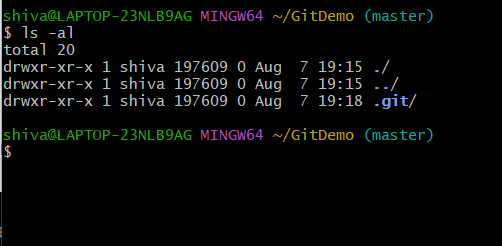 shiva@LAPTOP-23NLB9AG MINGW64 ~/GitDemo (master)
$ ls -al
total 20
drwxr-xr-x 1 shiva 197609 0 Aug  7 19:15 ./
drwxr-xr-x 1 shiva 197609 0 Aug  7 19:15 ../
drwxr-xr-x 1 shiva 197609 0 Aug  7 19:18 .git/
shiva@LAPTOP-23NLB9AG MINGW64 ~/GitDemo (master)
$